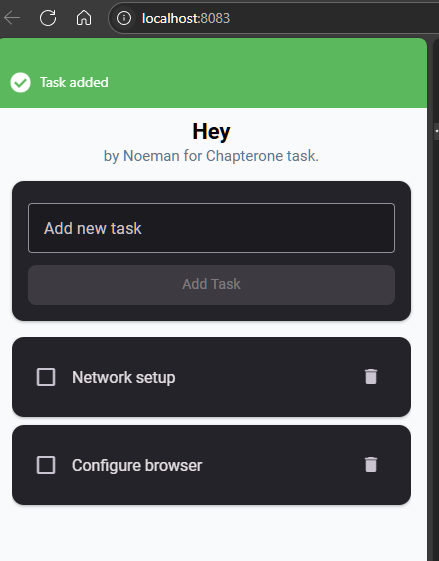 localhost:8083
Task added
Hey
by Noeman for Chapterone task.
Add new task
Add Task
Network setup
Configure browser